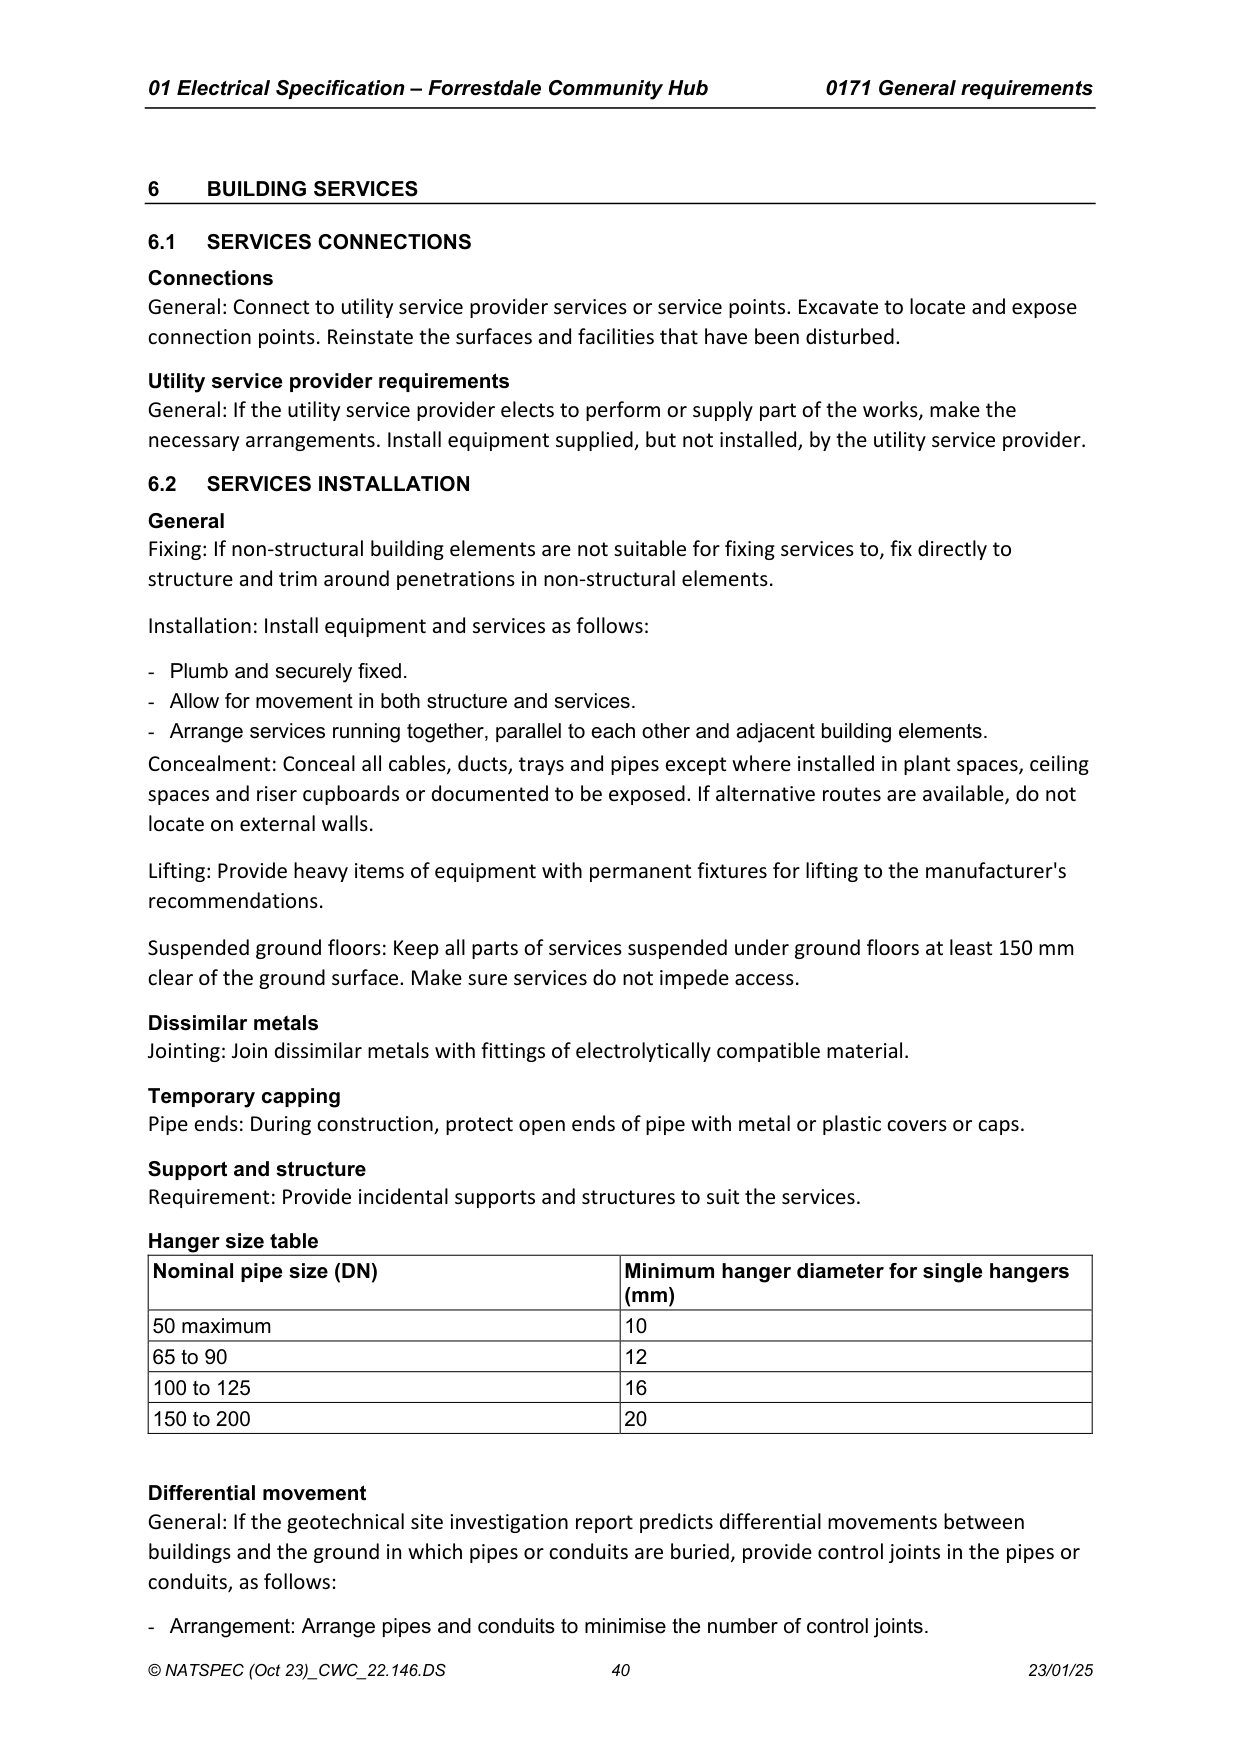 01 Electrical Specification – Forrestdale Community Hub 0171 General requirements
6 BUILDING SERVICES
6.1 SERVICES CONNECTIONS
Connections
General: Connect to utility service provider services or service points. Excavate to locate and expose
connection points. Reinstate the surfaces and facilities that have been disturbed.
Utility service provider requirements
General: If the utility service provider elects to perform or supply part of the works, make the
necessary arrangements. Install equipment supplied, but not installed, by the utility service provider.
6.2 SERVICES INSTALLATION
General
Fixing: If non-structural building elements are not suitable for fixing services to, fix directly to
structure and trim around penetrations in non-structural elements.
Installation: Install equipment and services as follows:
- Plumb and securely fixed.
- Allow for movement in both structure and services.
- Arrange services running together, parallel to each other and adjacent building elements.
Concealment: Conceal all cables, ducts, trays and pipes except where installed in plant spaces, ceiling
spaces and riser cupboards or documented to be exposed. If alternative routes are available, do not
locate on external walls.
Lifting: Provide heavy items of equipment with permanent fixtures for lifting to the manufacturer's
recommendations.
Suspended ground floors: Keep all parts of services suspended under ground floors at least 150 mm
clear of the ground surface. Make sure services do not impede access.
Dissimilar metals
Jointing: Join dissimilar metals with fittings of electrolytically compatible material.
Temporary capping
Pipe ends: During construction, protect open ends of pipe with metal or plastic covers or caps.
Support and structure
Requirement: Provide incidental supports and structures to suit the services.
Hanger size table
Nominal pipe size (DN) Minimum hanger diameter for single hangers
(mm)
50 maximum 10
65 to 90 12
100 to 125 16
150 to 200 20
Differential movement
General: If the geotechnical site investigation report predicts differential movements between
buildings and the ground in which pipes or conduits are buried, provide control joints in the pipes or
conduits, as follows:
- Arrangement: Arrange pipes and conduits to minimise the number of control joints.
© NATSPEC (Oct 23)_CWC_22.146.DS 40 23/01/25